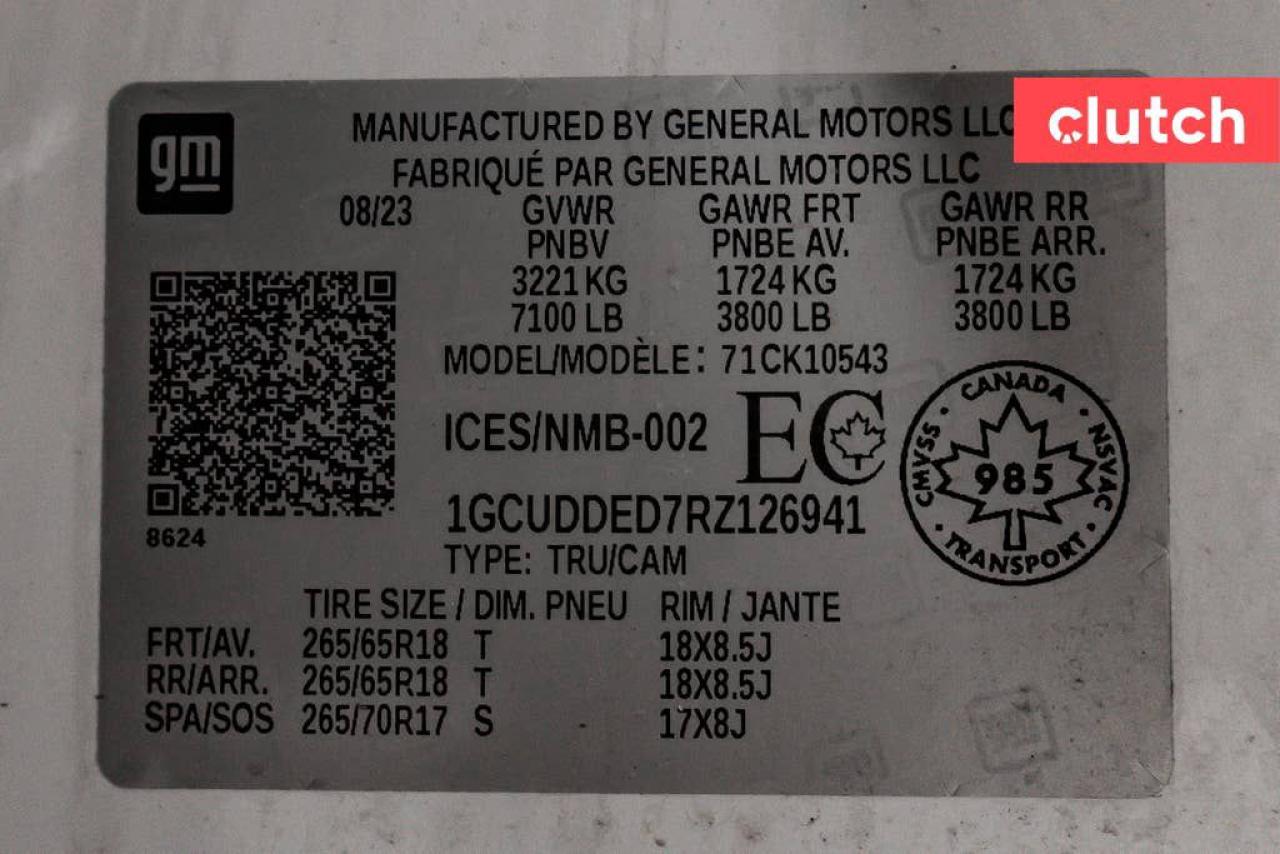 clutch
gm
MANUFACTURED BY GENERAL MOTORS LLC
FABRIQUÉ PAR GENERAL MOTORS LLC
08/23 GVWR GAWR FRT GAWR RR
PNBV PNBE AV. PNBE ARR.
3221 KG 1724 KG 1724 KG
7100 LB 3800 LB 3800 LB
MODEL/MODÈLE: 71CK10543
ICES/NMB-002 EC
CANADA
CMVSS · 985 · NSVAC
TRANSPORT
1GCUDDED7RZ126941
8624
TYPE: TRU/CAM
TIRE SIZE / DIM. PNEU RIM / JANTE
FRT/AV. 265/65R18 T 18X8.5J
RR/ARR. 265/65R18 T 18X8.5J
SPA/SOS 265/70R17 S 17X8J